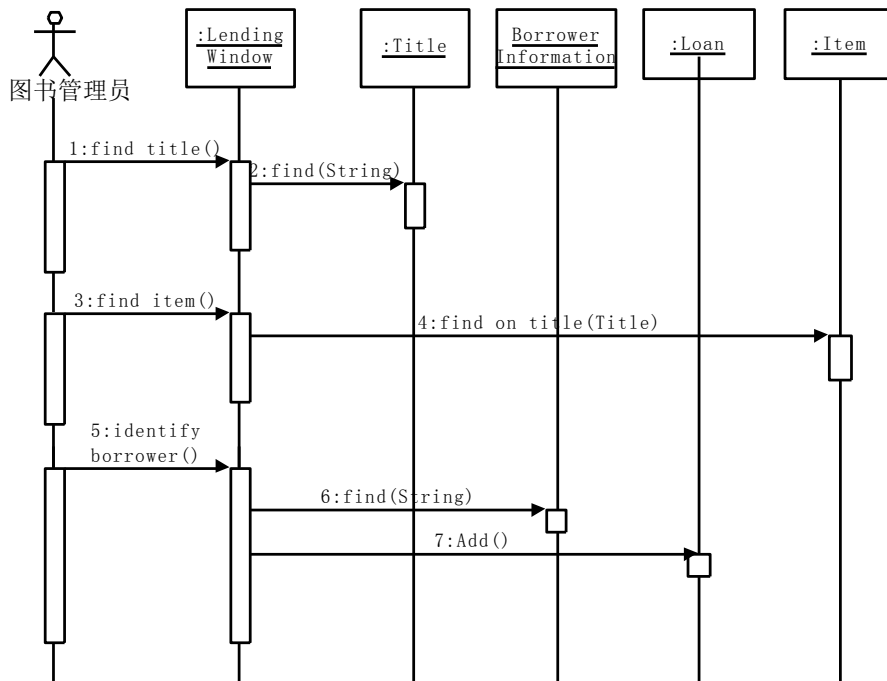 :Lending
Window
:Title
Borrower
Information
:Loan
:Item
图书管理员
1:find title()
2:find(String)
3:find item()
4:find on title(Title)
5:identify
borrower()
6:find(String)
7:Add()